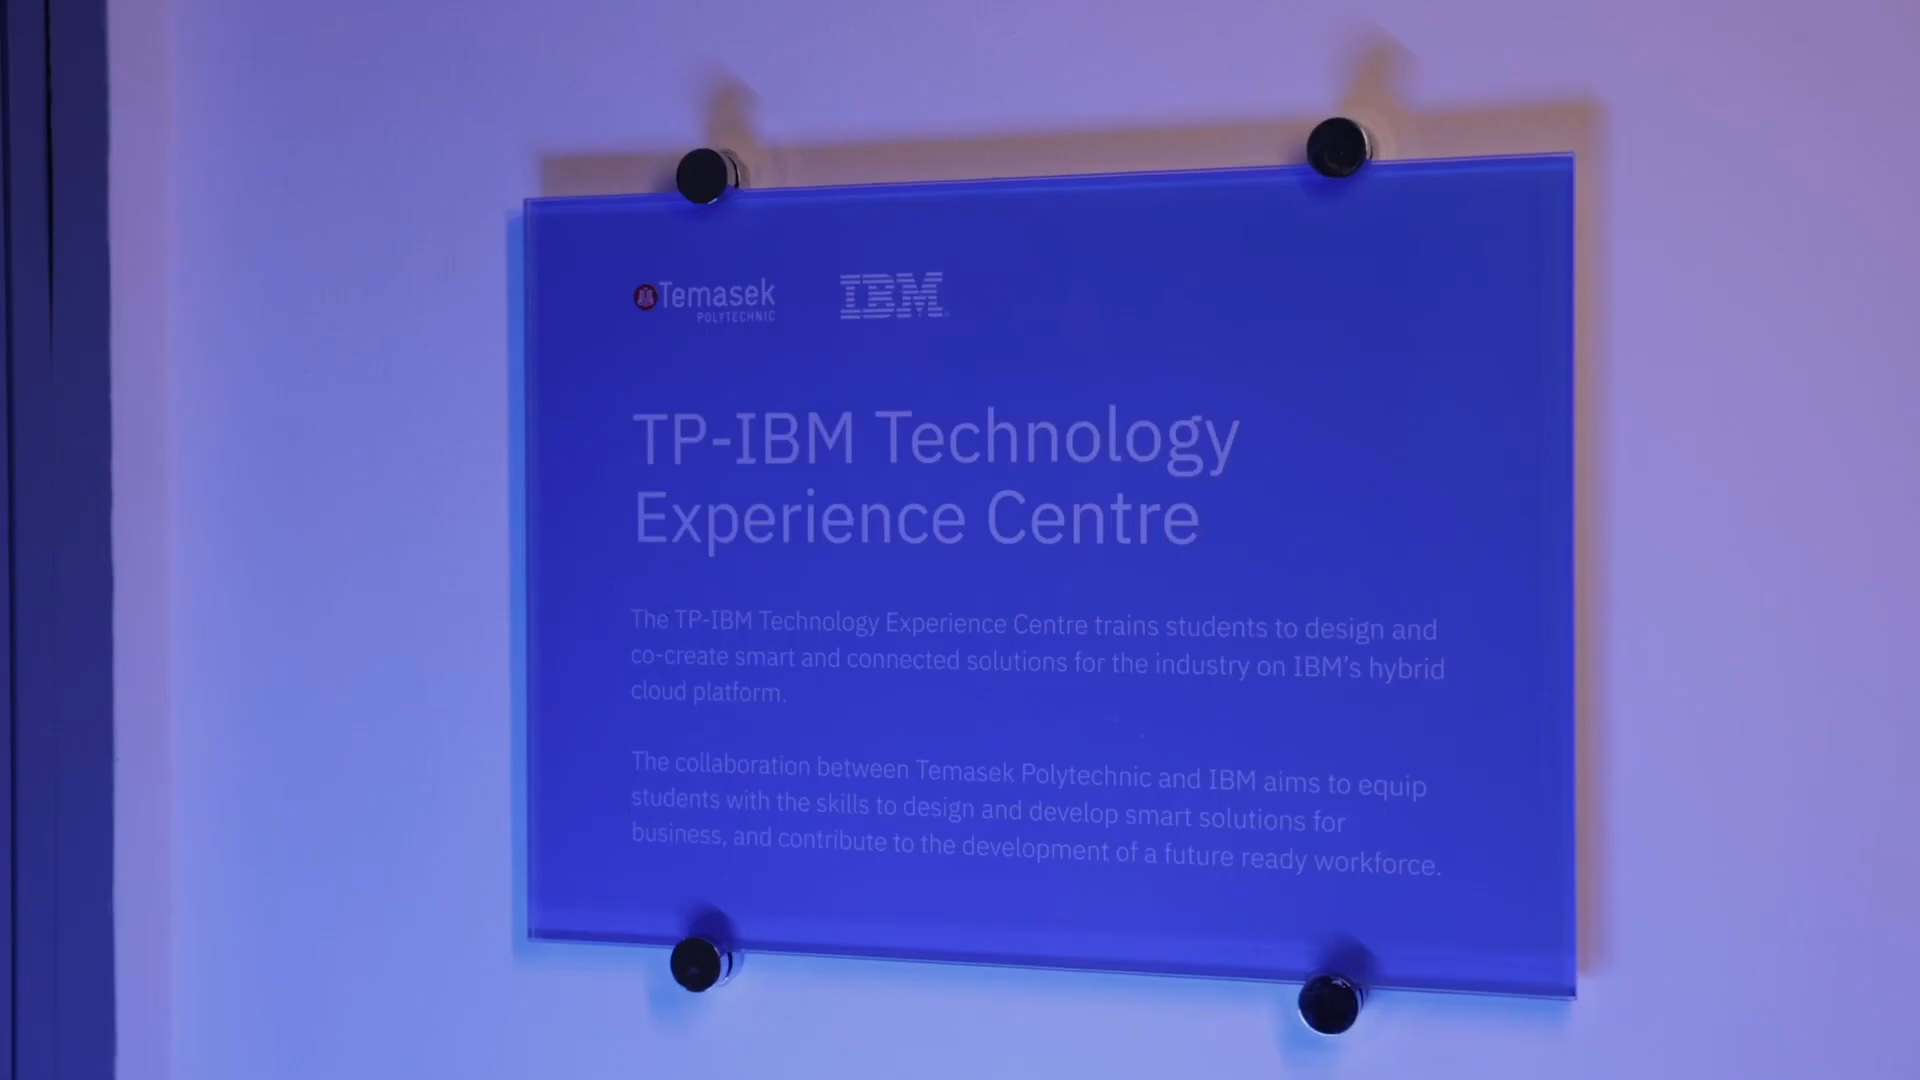 Temasek
POLYTECHNIC
IBM
TP-IBM Technology
Experience Centre
The TP-IBM Technology Experience Centre trains students to design and
co-create smart and connected solutions for the industry on IBM's hybrid
cloud platform.
The collaboration between Temasek Polytechnic and IBM aims to equip
students with the skills to design and develop smart solutions for
business, and contribute to the development of a future ready workforce.